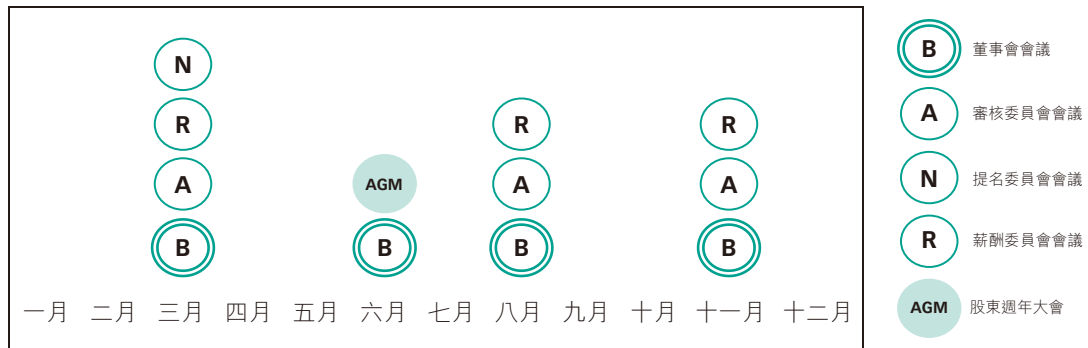 N
R R R
A AGM A A
B B B B
一月 二月 三月 四月 五月 六月 七月 八月 九月 十月 十一月 十二月
B 董事會會議
A 審核委員會會議
N 提名委員會會議
R 薪酬委員會會議
AGM 股東週年大會